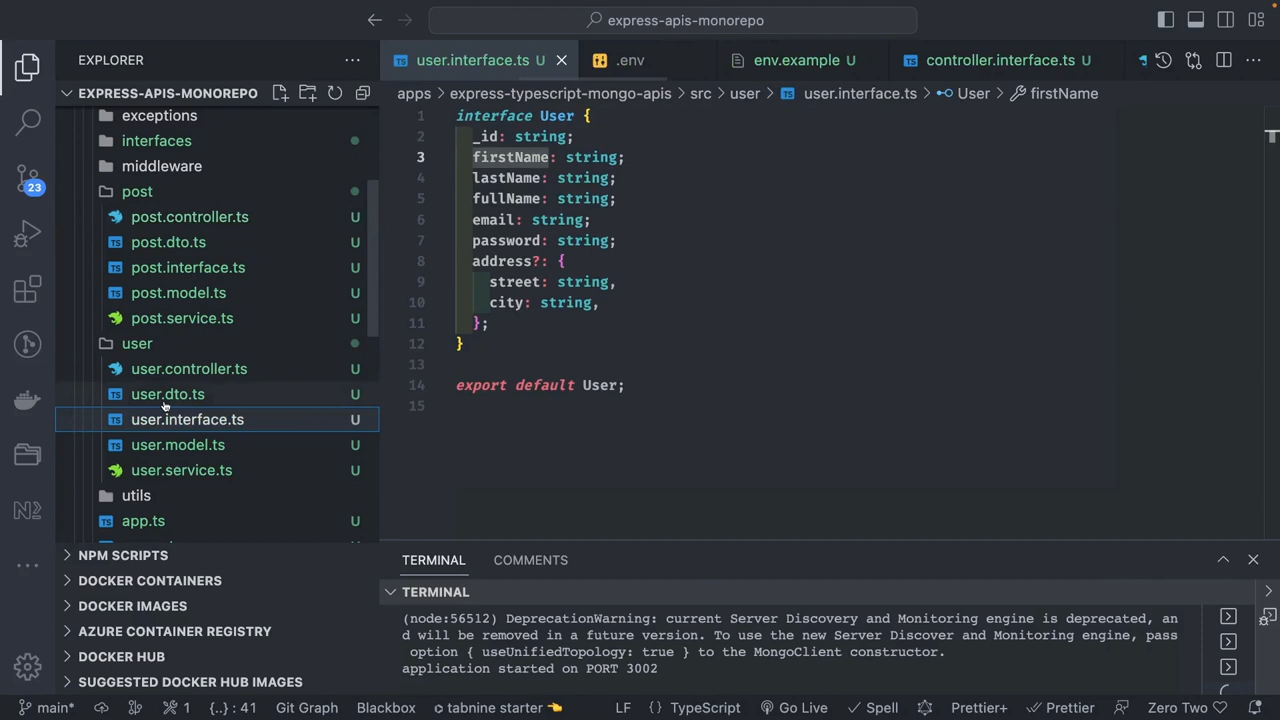 express-apis-monorepo
EXPLORER
user.interface.ts U
.env
env.example U
controller.interface.ts U
EXPRESS-APIS-MONOREPO
apps
express-typescript-mongo-apis
src
user
user.interface.ts
User
firstName
exceptions
interfaces
middleware
post
post.controller.ts U
post.dto.ts U
post.interface.ts U
post.model.ts U
post.service.ts U
user
user.controller.ts U
user.dto.ts U
user.interface.ts U
user.model.ts U
user.service.ts U
utils
app.ts U
23
1 interface User {
2 _id: string;
3 firstName: string;
4 lastName: string;
5 fullName: string;
6 email: string;
7 password: string;
8 address?: {
9 street: string,
10 city: string,
11 };
12 }
13
14 export default User;
15
NPM SCRIPTS
DOCKER CONTAINERS
DOCKER IMAGES
AZURE CONTAINER REGISTRY
DOCKER HUB
SUGGESTED DOCKER HUB IMAGES
TERMINAL
COMMENTS
TERMINAL
(node:56512) DeprecationWarning: current Server Discovery and Monitoring engine is deprecated, an
d will be removed in a future version. To use the new Server Discover and Monitoring engine, pass
option { useUnifiedTopology: true } to the MongoClient constructor.
application started on PORT 3002
main*
1
{..} : 41
Git Graph
Blackbox
tabnine starter
LF
{} TypeScript
Go Live
Spell
Prettier+
Prettier
Zero Two